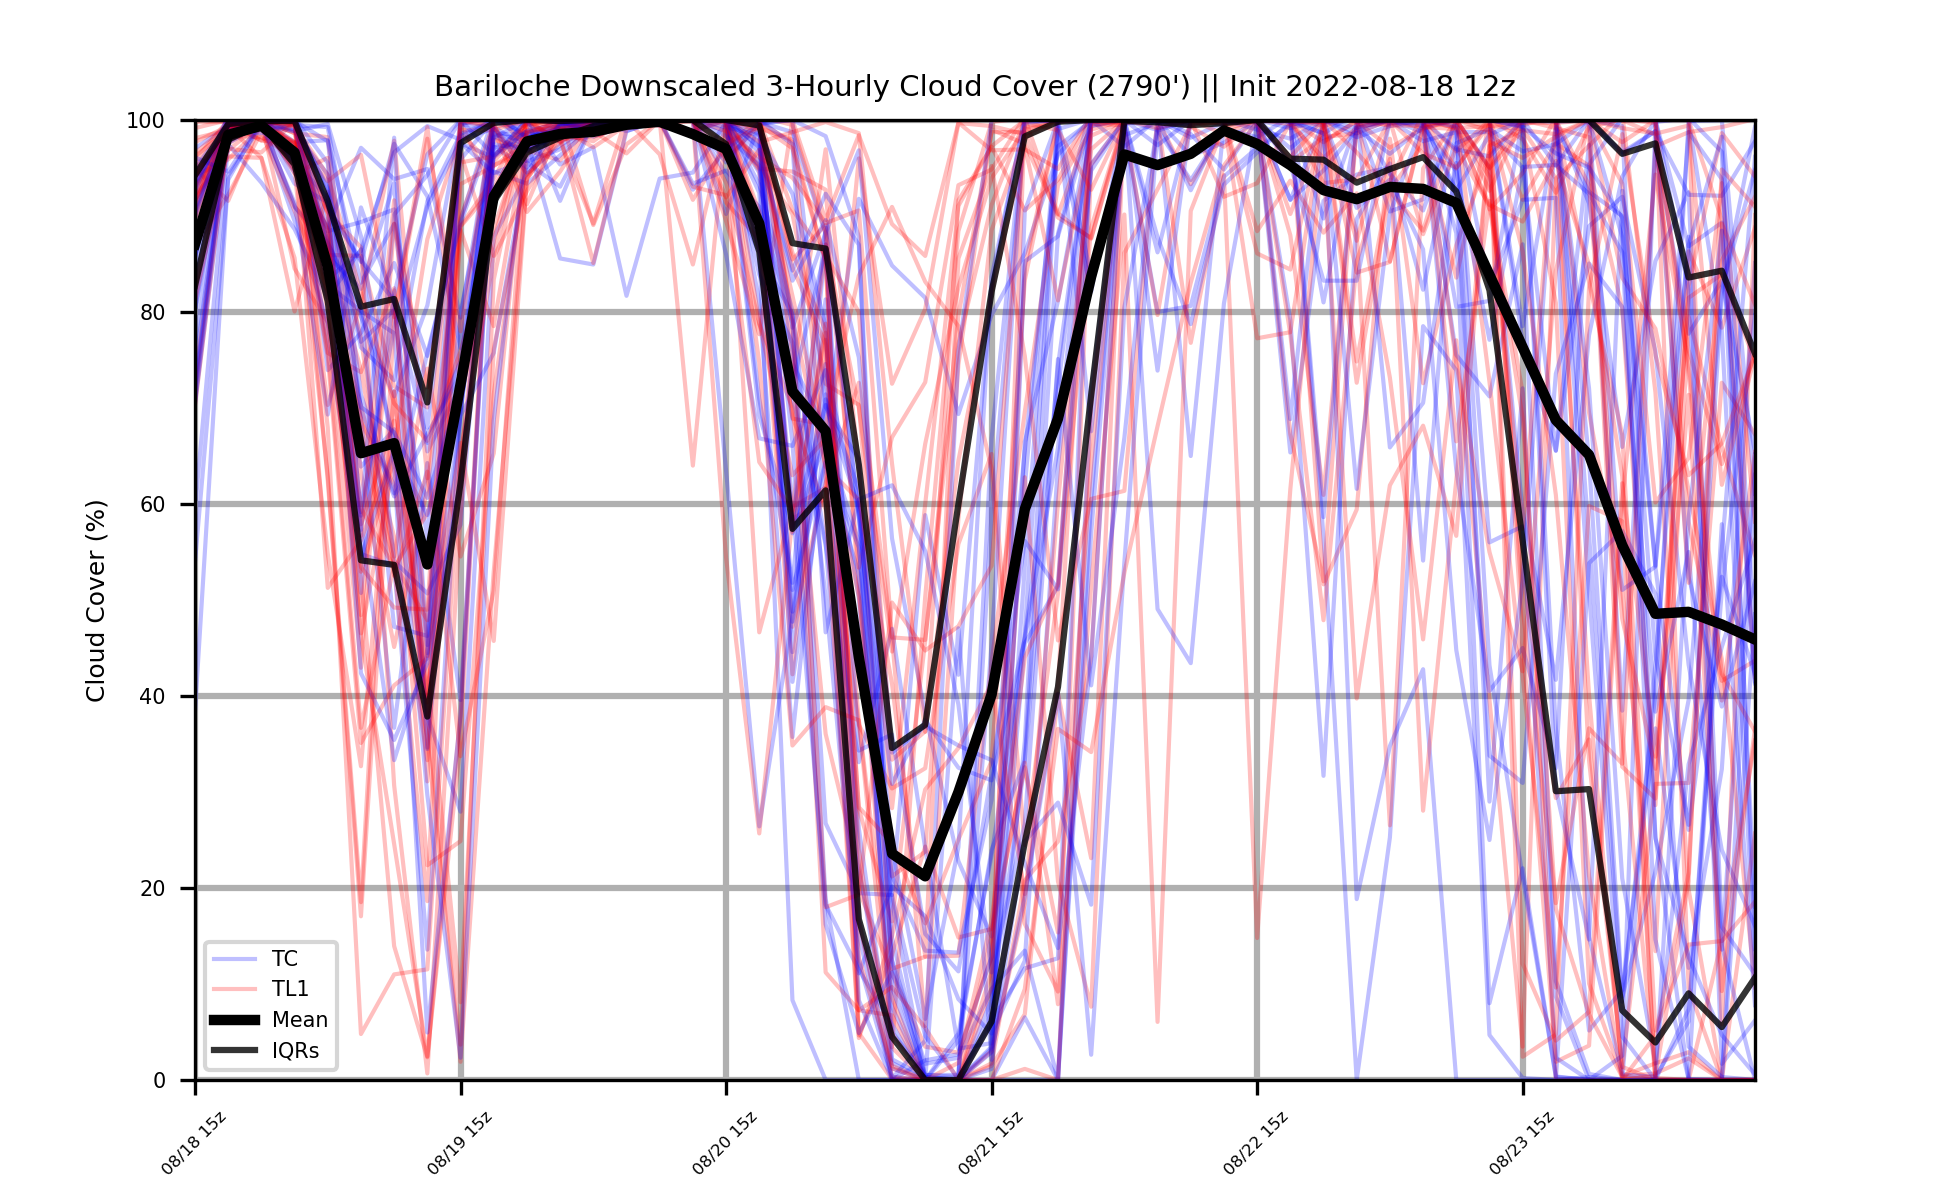 Bariloche Downscaled 3-Hourly Cloud Cover (2790') || Init 2022-08-18 12z
Cloud Cover (%)
100
80
60
40
20
0
TC
TL1
Mean
IQRs
08/18 15z
08/19 15z
08/20 15z
08/21 15z
08/22 15z
08/23 15z